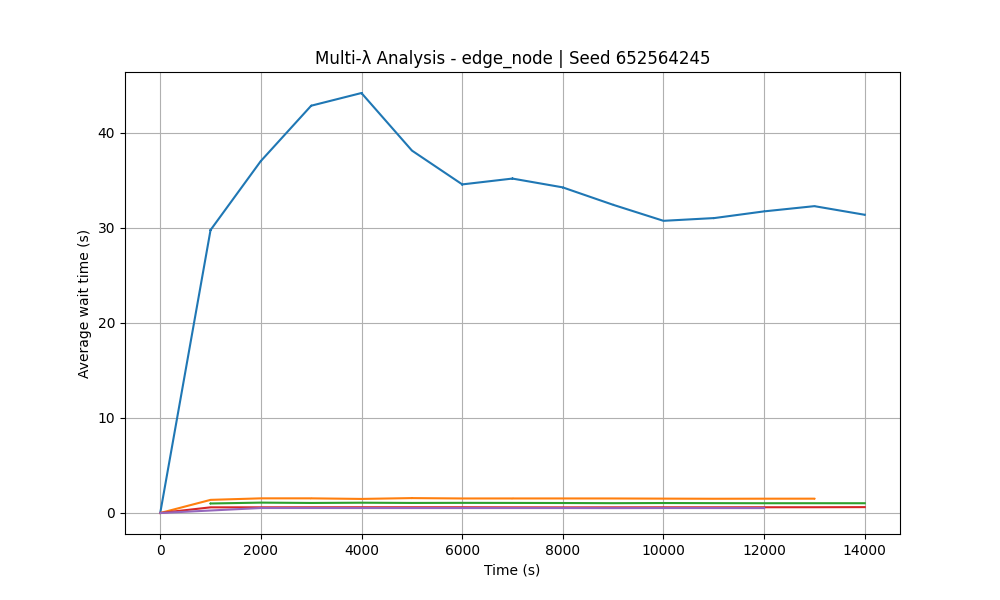 Multi-λ Analysis - edge_node | Seed 652564245
Average wait time (s)
40
30
20
10
0
0 2000 4000 6000 8000 10000 12000 14000
Time (s)